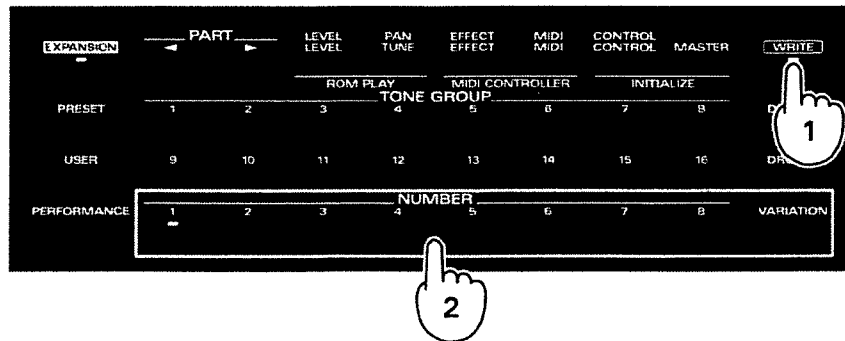 PART LEVEL PAN EFFECT MIDI CONTROL
EXPANSION ◄ ► LEVEL TUNE EFFECT MIDI CONTROL MASTER WRITE
ROM PLAY MIDI CONTROLLER INITIALIZE
TONE GROUP
PRESET 1 2 3 4 5 6 7 8
1
USER 9 10 11 12 13 14 15 16
NUMBER
PERFORMANCE 1 2 3 4 5 6 7 8 VARIATION
2